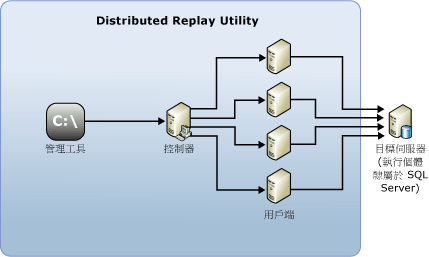 Distributed Replay Utility
C:\
管理工具
控制器
用戶端
目標伺服器
(執行個體
隸屬於 SQL
Server)